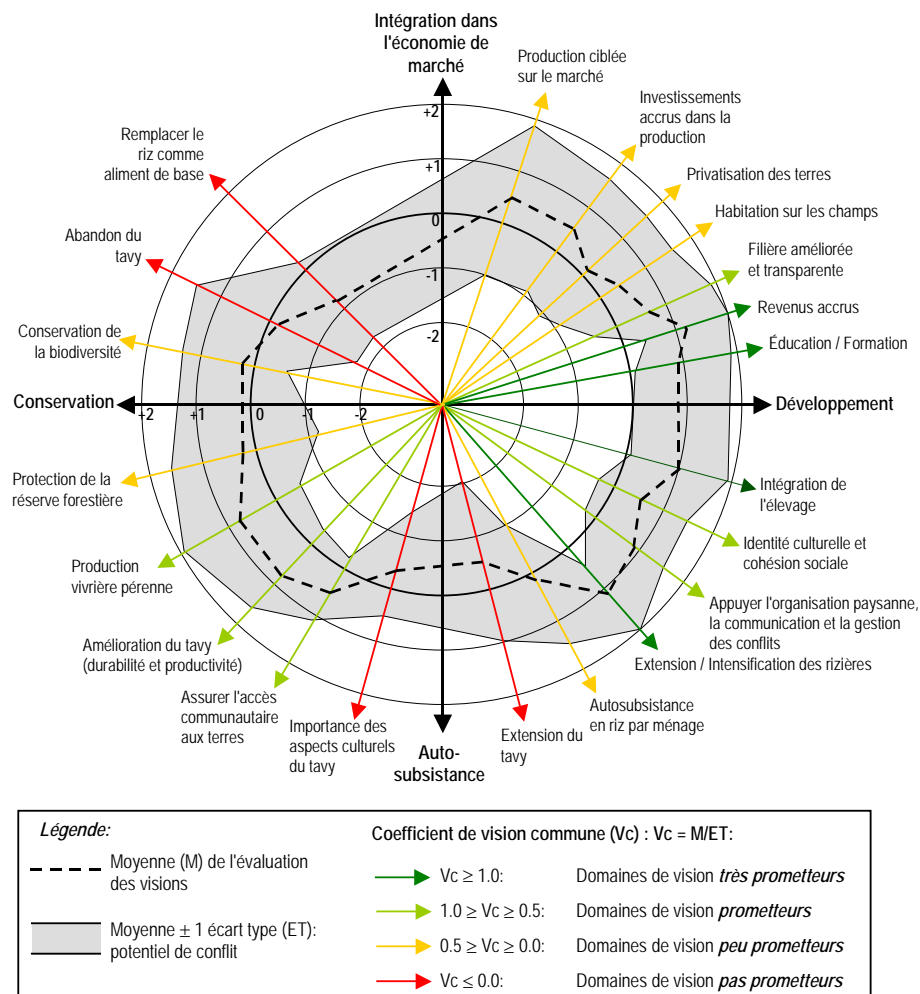 Intégration dans
l'économie de
marché
Production ciblée
sur le marché
Investissements
accrus dans la
production
Privatisation des terres
Habitation sur les champs
Filière améliorée
et transparente
Revenus accrus
Éducation / Formation
Développement
Intégration de
l'élevage
Identité culturelle et
cohésion sociale
Appuyer l'organisation paysanne,
la communication et la gestion
des conflits
Extension / Intensification des rizières
Autosubsistance
en riz par ménage
Extension du
tavy
Auto-
subsistance
Importance des
aspects culturels
du tavy
Assurer l'accès
communautaire
aux terres
Amélioration du tavy
(durabilité et productivité)
Production
vivrière pérenne
Protection de la
réserve forestière
Conservation
Conservation de
la biodiversité
Abandon du
tavy
Remplacer le
riz comme
aliment de base
+2
+1
0
-1
-2
+2 +1 0 -1 -2
Légende:
Moyenne (M) de l'évaluation
des visions
Moyenne ± 1 écart type (ET):
potentiel de conflit
Coefficient de vision commune (Vc) : Vc = M/ET:
Vc ≥ 1.0: Domaines de vision très prometteurs
1.0 ≥ Vc ≥ 0.5: Domaines de vision prometteurs
0.5 ≥ Vc ≥ 0.0: Domaines de vision peu prometteurs
Vc ≤ 0.0: Domaines de vision pas prometteurs